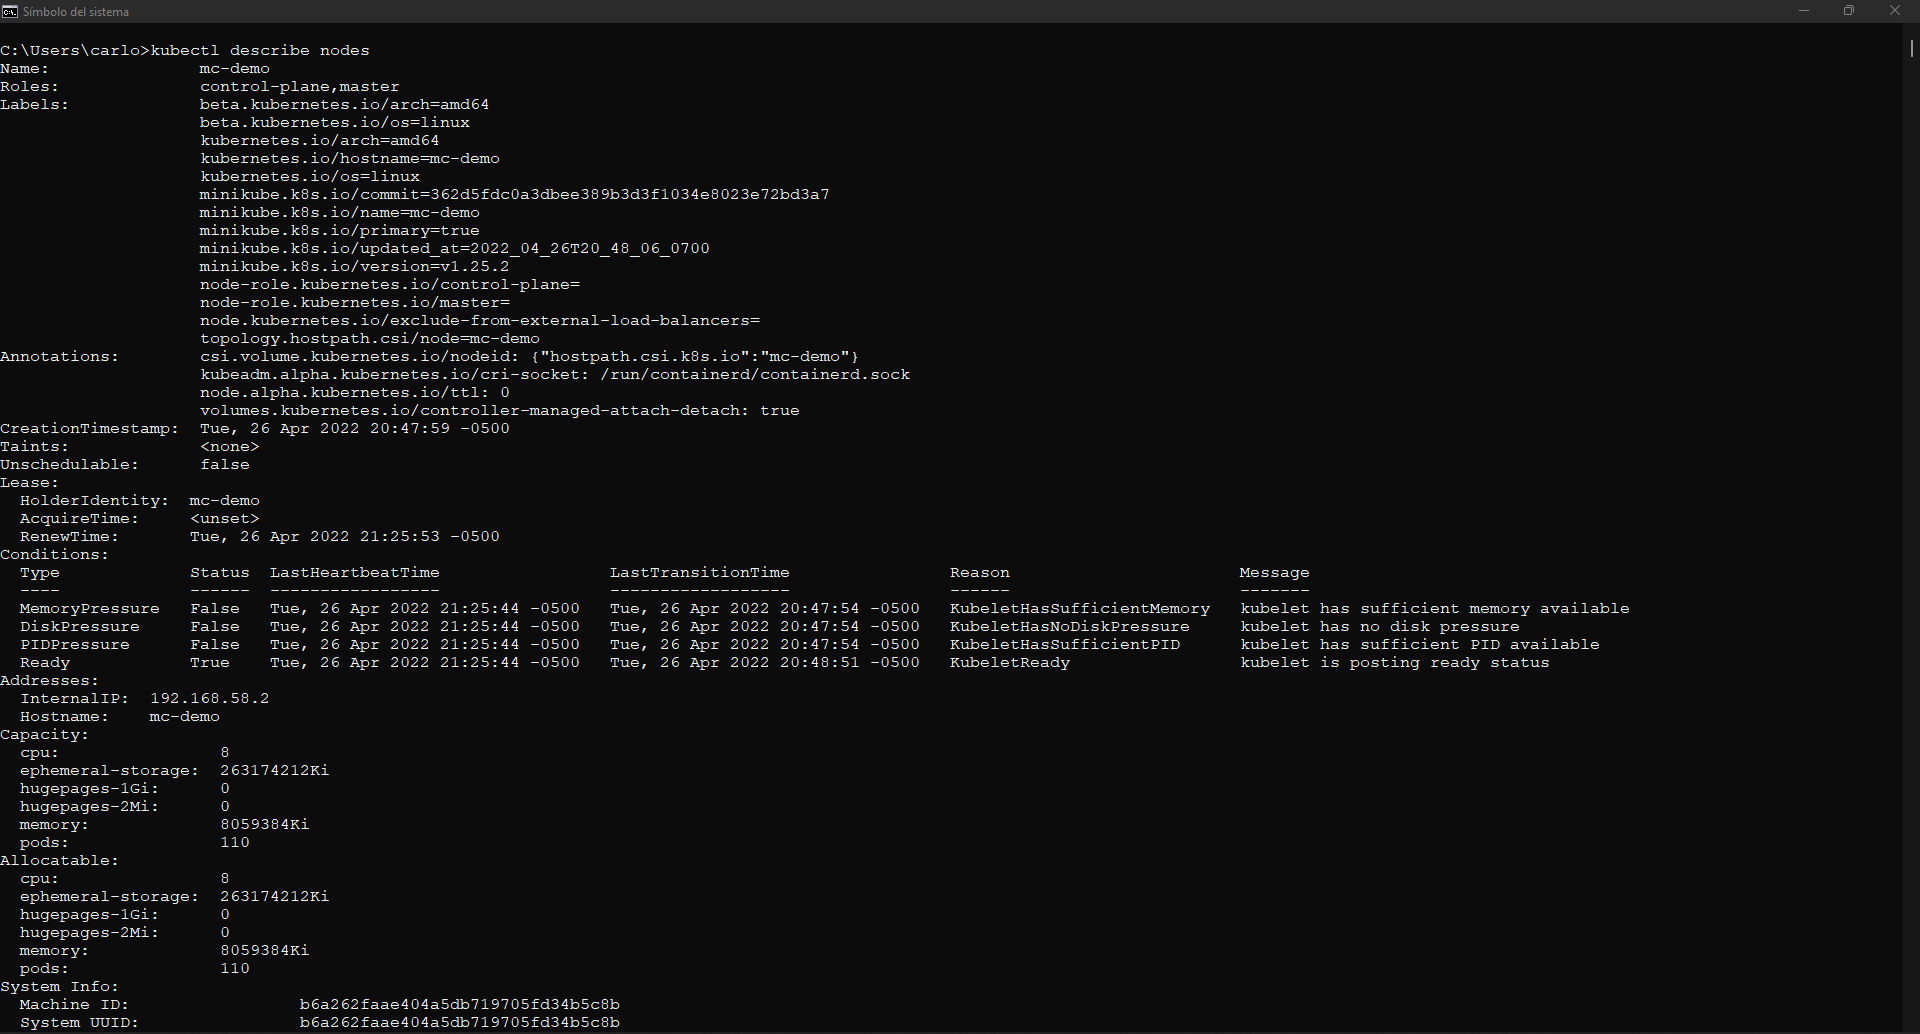 Símbolo del sistema
C:\Users\carlo>kubectl describe nodes
Name:               mc-demo
Roles:              control-plane,master
Labels:             beta.kubernetes.io/arch=amd64
                    beta.kubernetes.io/os=linux
                    kubernetes.io/arch=amd64
                    kubernetes.io/hostname=mc-demo
                    kubernetes.io/os=linux
                    minikube.k8s.io/commit=362d5fdc0a3dbee389b3d3f1034e8023e72bd3a7
                    minikube.k8s.io/name=mc-demo
                    minikube.k8s.io/primary=true
                    minikube.k8s.io/updated_at=2022_04_26T20_48_06_0700
                    minikube.k8s.io/version=v1.25.2
                    node-role.kubernetes.io/control-plane=
                    node-role.kubernetes.io/master=
                    node.kubernetes.io/exclude-from-external-load-balancers=
                    topology.hostpath.csi/node=mc-demo
Annotations:        csi.volume.kubernetes.io/nodeid: {"hostpath.csi.k8s.io":"mc-demo"}
                    kubeadm.alpha.kubernetes.io/cri-socket: /run/containerd/containerd.sock
                    node.alpha.kubernetes.io/ttl: 0
                    volumes.kubernetes.io/controller-managed-attach-detach: true
CreationTimestamp:  Tue, 26 Apr 2022 20:47:59 -0500
Taints:             <none>
Unschedulable:      false
Lease:
  HolderIdentity:  mc-demo
  AcquireTime:     <unset>
  RenewTime:       Tue, 26 Apr 2022 21:25:53 -0500
Conditions:
  Type             Status  LastHeartbeatTime                 LastTransitionTime                Reason                       Message
  ----             ------  -----------------                 ------------------                ------                       -------
  MemoryPressure   False   Tue, 26 Apr 2022 21:25:44 -0500   Tue, 26 Apr 2022 20:47:54 -0500   KubeletHasSufficientMemory   kubelet has sufficient memory available
  DiskPressure     False   Tue, 26 Apr 2022 21:25:44 -0500   Tue, 26 Apr 2022 20:47:54 -0500   KubeletHasNoDiskPressure     kubelet has no disk pressure
  PIDPressure      False   Tue, 26 Apr 2022 21:25:44 -0500   Tue, 26 Apr 2022 20:47:54 -0500   KubeletHasSufficientPID      kubelet has sufficient PID available
  Ready            True    Tue, 26 Apr 2022 21:25:44 -0500   Tue, 26 Apr 2022 20:48:51 -0500   KubeletReady                 kubelet is posting ready status
Addresses:
  InternalIP:  192.168.58.2
  Hostname:    mc-demo
Capacity:
  cpu:                8
  ephemeral-storage:  263174212Ki
  hugepages-1Gi:      0
  hugepages-2Mi:      0
  memory:             8059384Ki
  pods:               110
Allocatable:
  cpu:                8
  ephemeral-storage:  263174212Ki
  hugepages-1Gi:      0
  hugepages-2Mi:      0
  memory:             8059384Ki
  pods:               110
System Info:
  Machine ID:                 b6a262faae404a5db719705fd34b5c8b
  System UUID:                b6a262faae404a5db719705fd34b5c8b